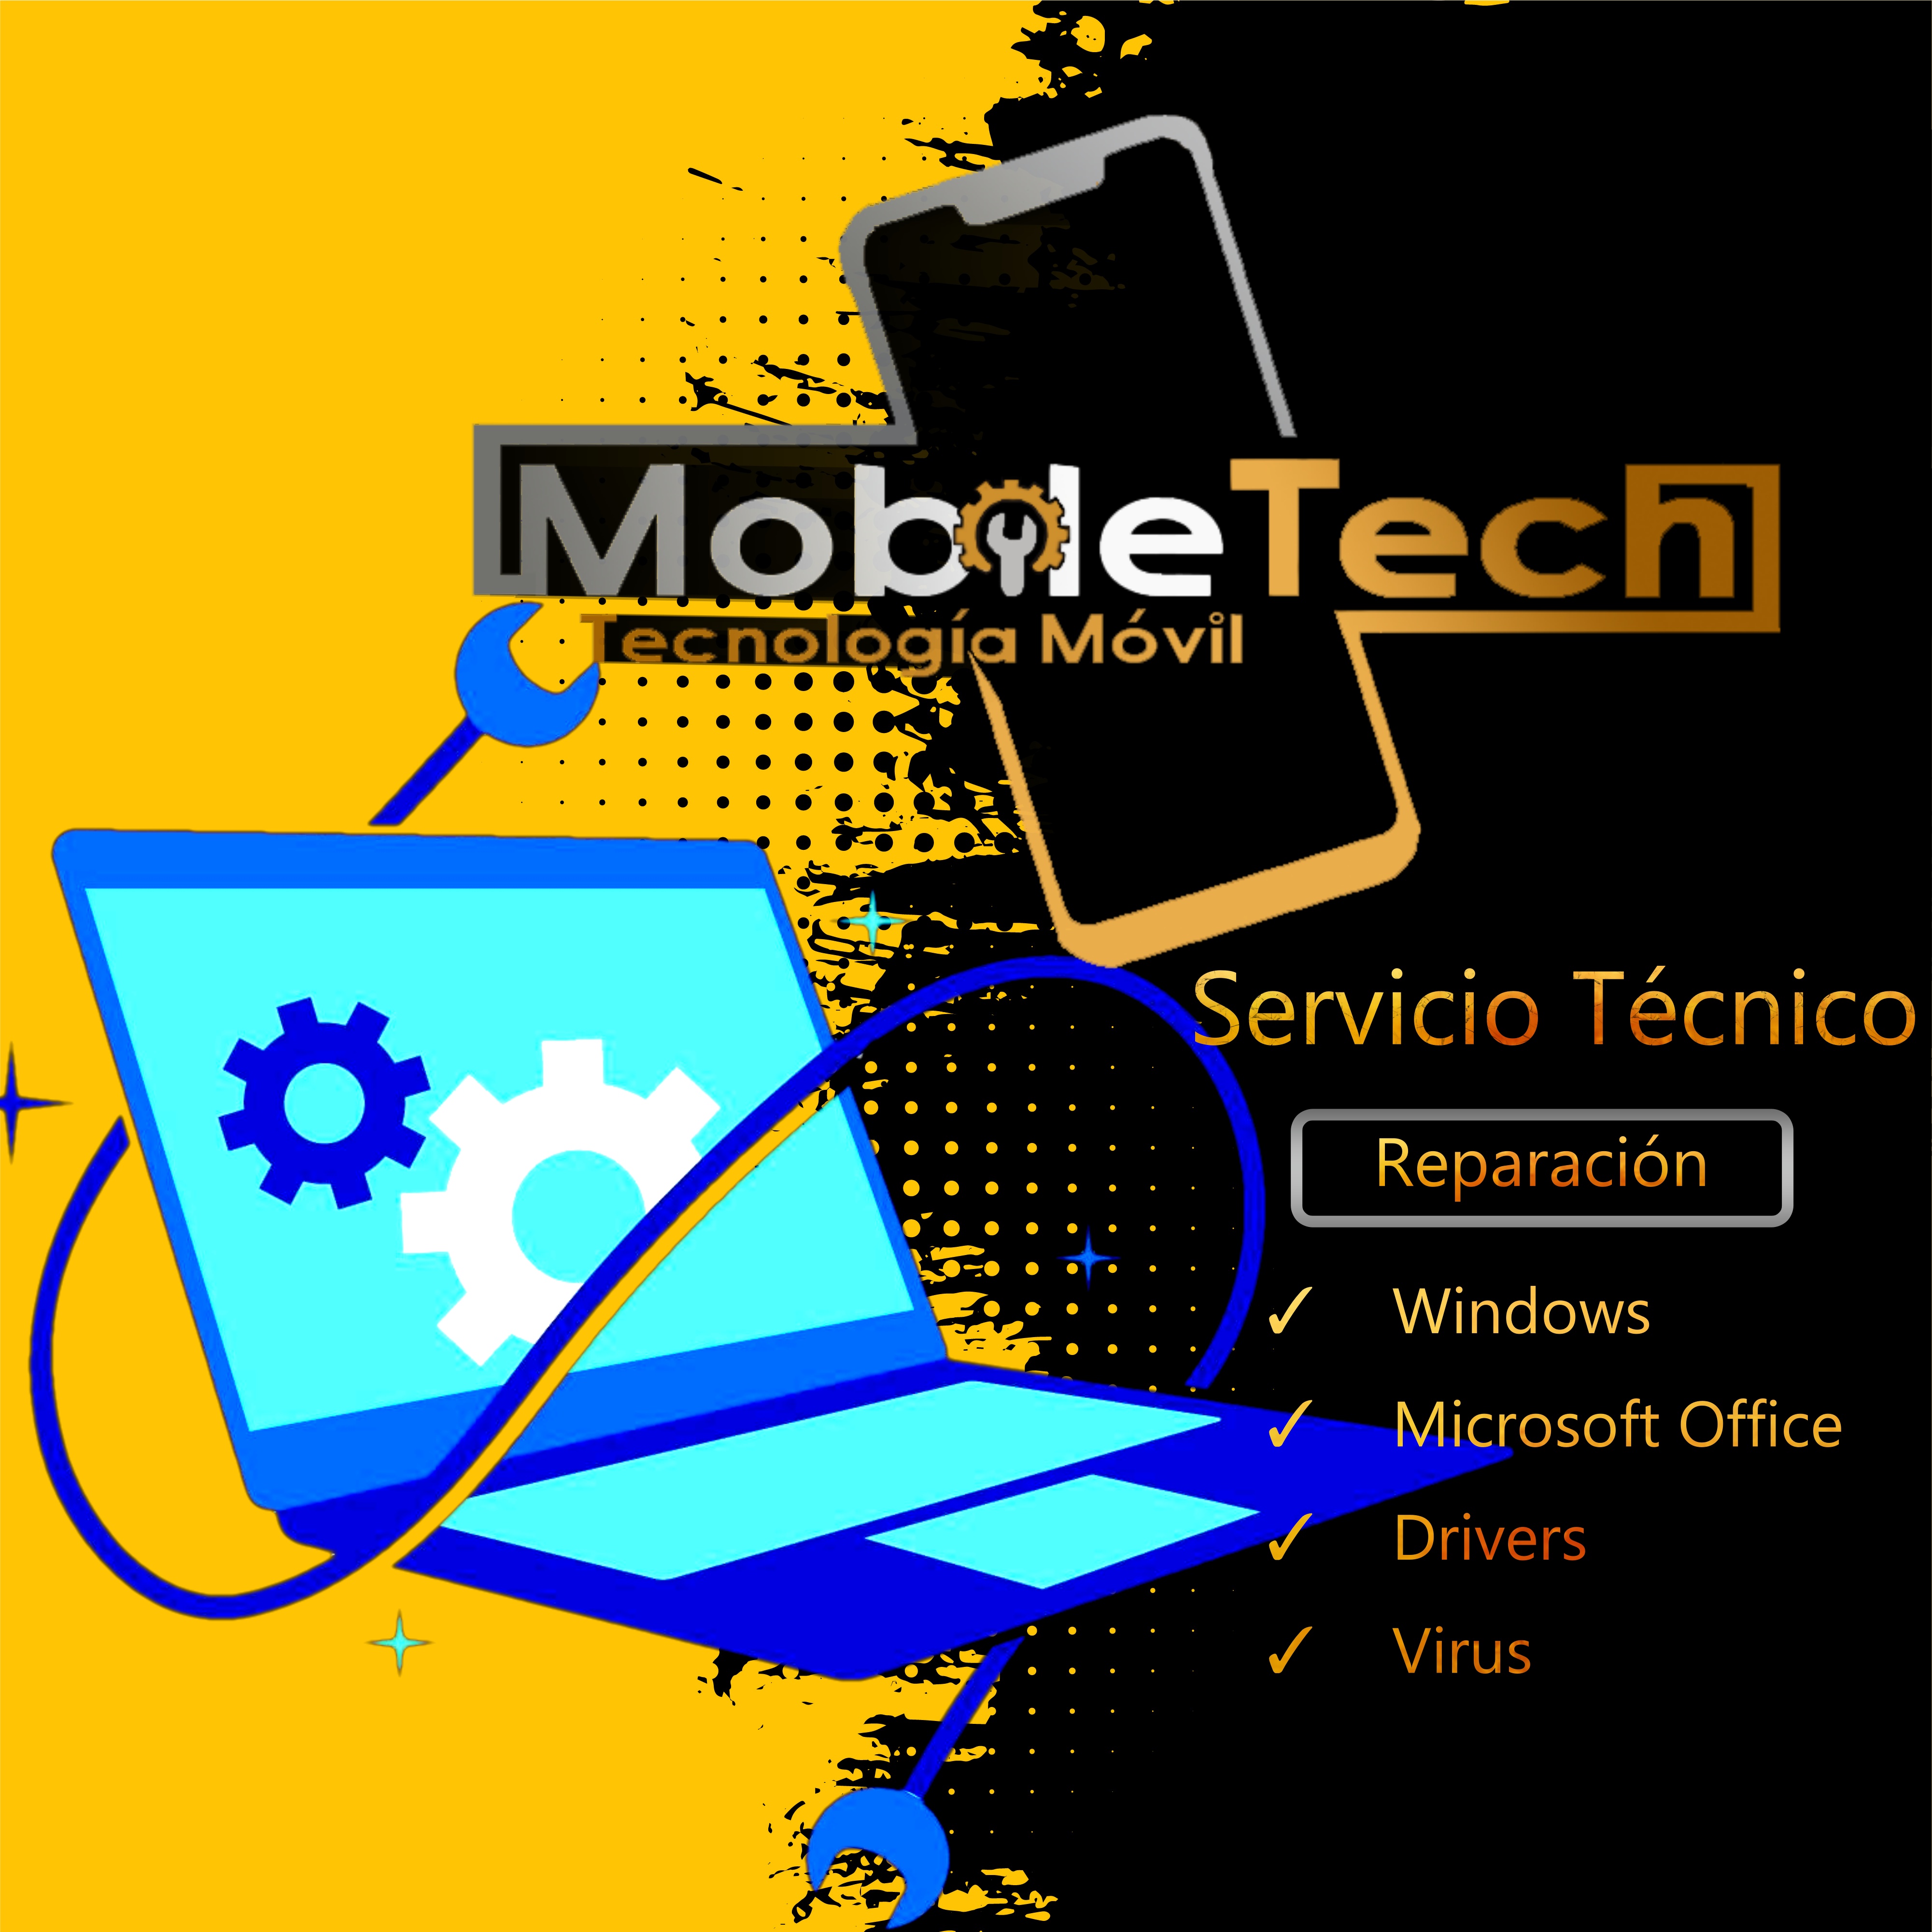 MobileTech
Tecnología Móvil
Servicio Técnico
Reparación
✓ Windows
✓ Microsoft Office
✓ Drivers
✓ Virus